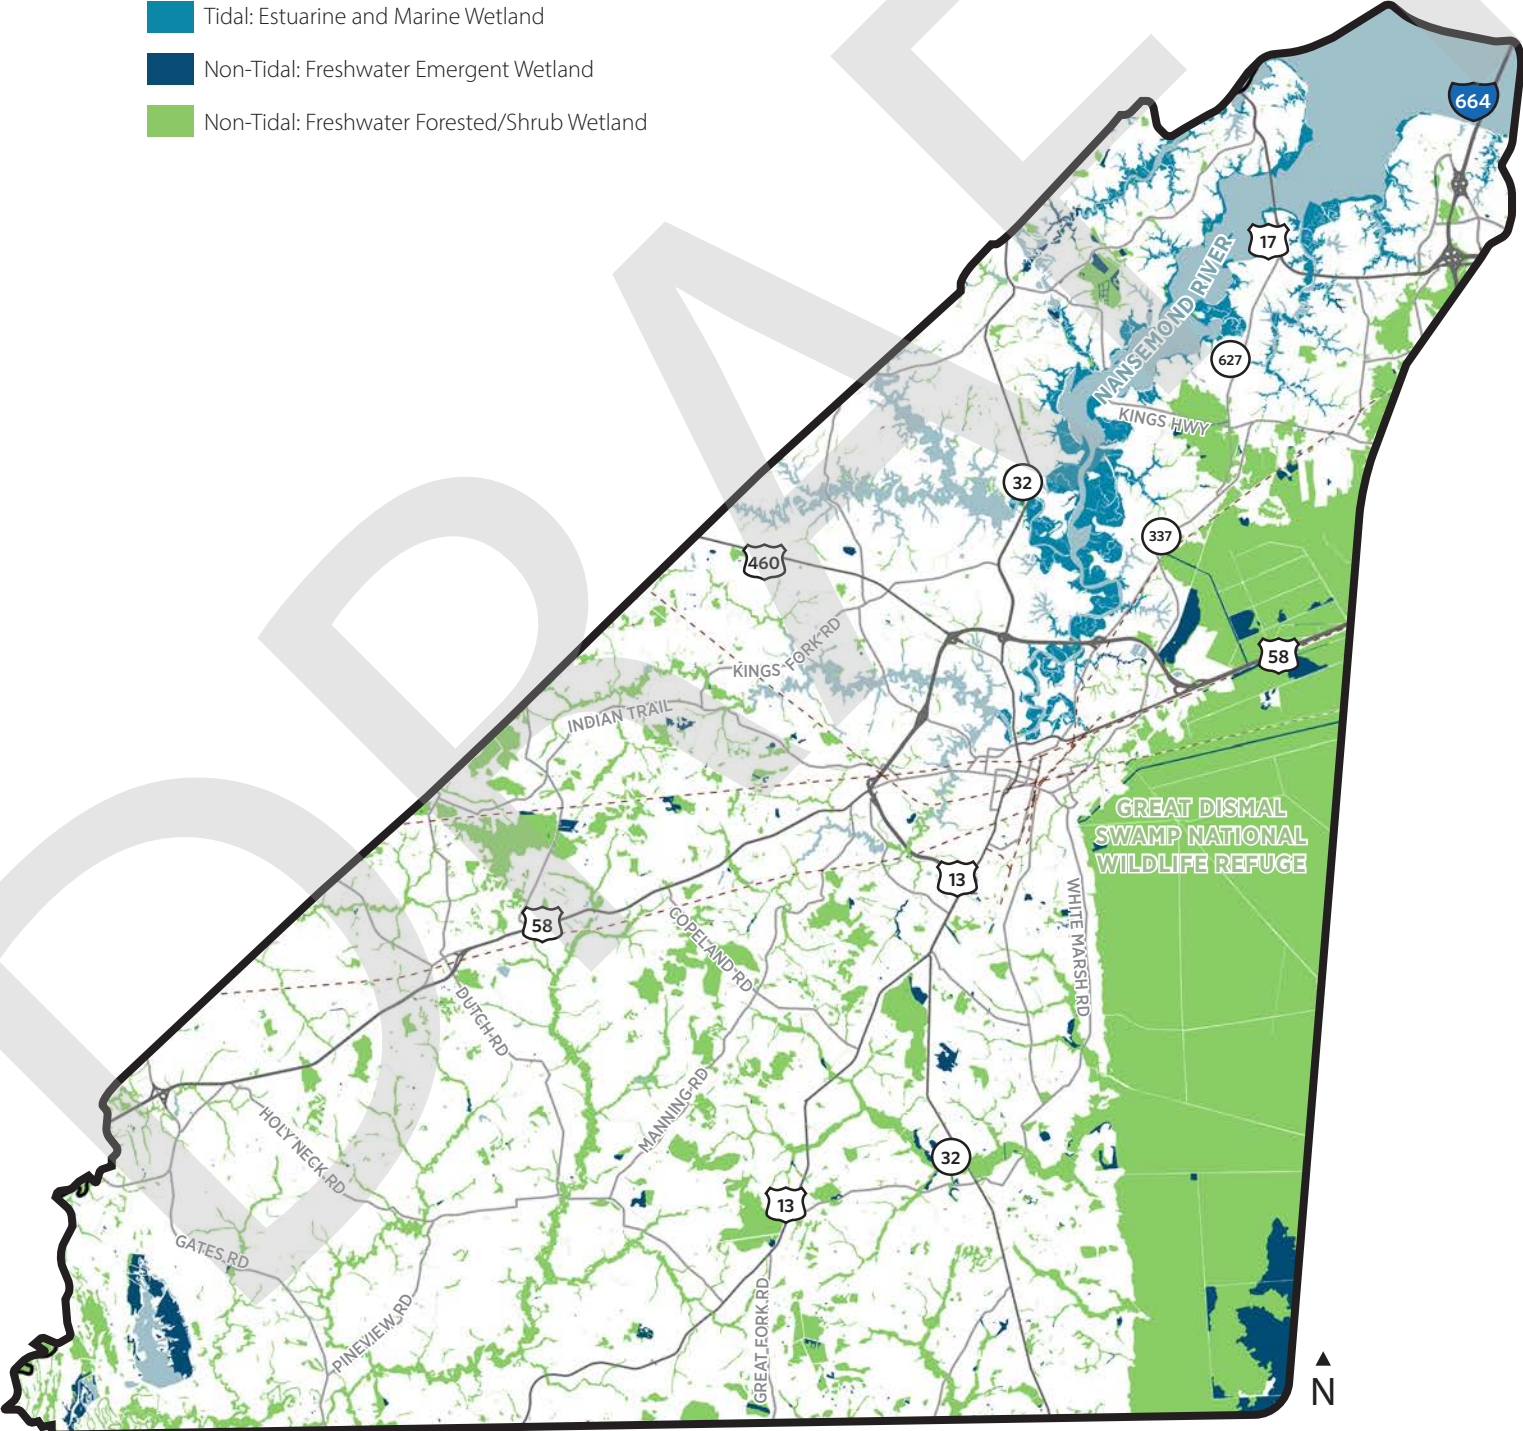 Tidal: Estuarine and Marine Wetland
Non-Tidal: Freshwater Emergent Wetland
Non-Tidal: Freshwater Forested/Shrub Wetland
DRAFT
664
17
NANSEMOND RIVER
627
KINGS HWY
32
337
460
KINGS FORK RD
58
INDIAN TRAIL
GREAT DISMAL
SWAMP NATIONAL
WILDLIFE REFUGE
13
58
COPELAND RD
WHITE MARSH RD
DUTCH RD
MANNING RD
HOLY NECK RD
32
13
GATES RD
PINEVIEW RD
GREAT FORK RD
N